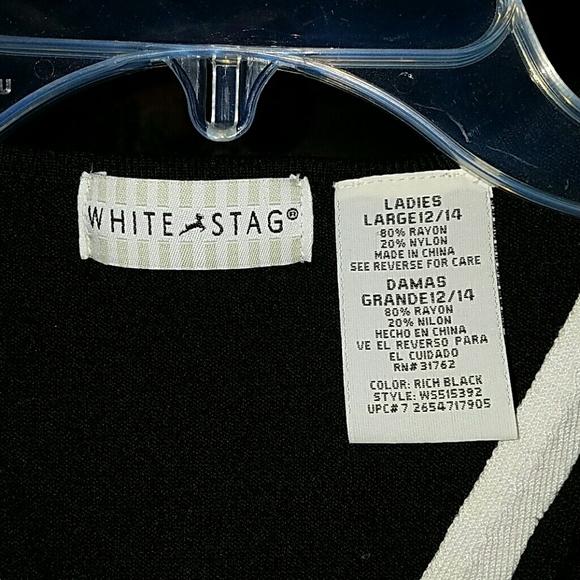 WHITE STAG®
LADIES
LARGE12/14
80% RAYON
20% NYLON
MADE IN CHINA
SEE REVERSE FOR CARE
DAMAS
GRANDE12/14
80% RAYON
20% NILON
HECHO EN CHINA
VE EL REVERSO PARA
EL CUIDADO
RN# 31762
COLOR: RICH BLACK
STYLE: WS515392
UPC# 7 2654717905